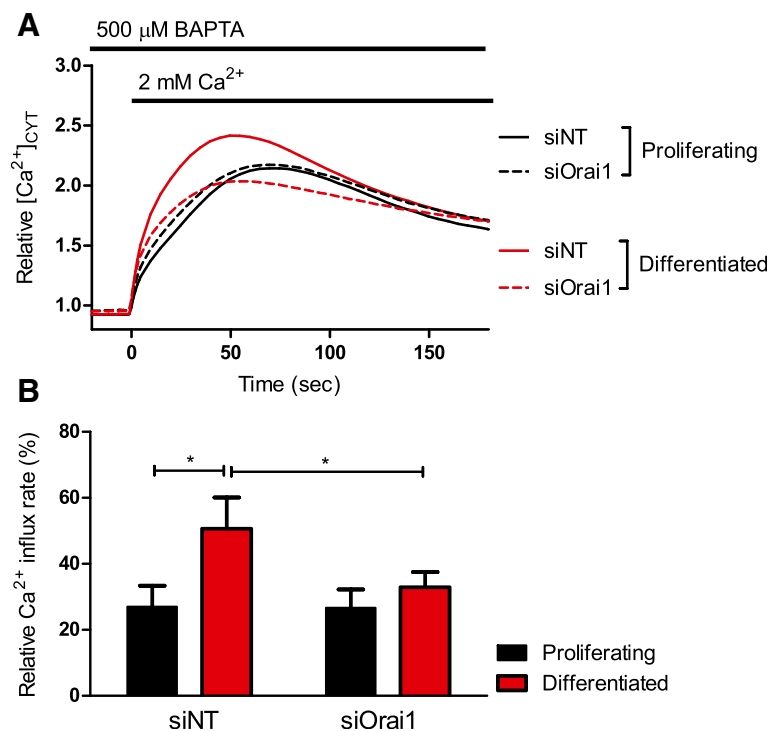 A
500 μM BAPTA
2 mM Ca²⁺
3.0
2.5
2.0
1.5
1.0
Relative [Ca²⁺]CYT
0
50
100
150
Time (sec)
siNT
siOrai1
Proliferating
siNT
siOrai1
Differentiated
B
80
60
40
20
0
Relative Ca²⁺ influx rate (%)
*
*
siNT
siOrai1
Proliferating
Differentiated